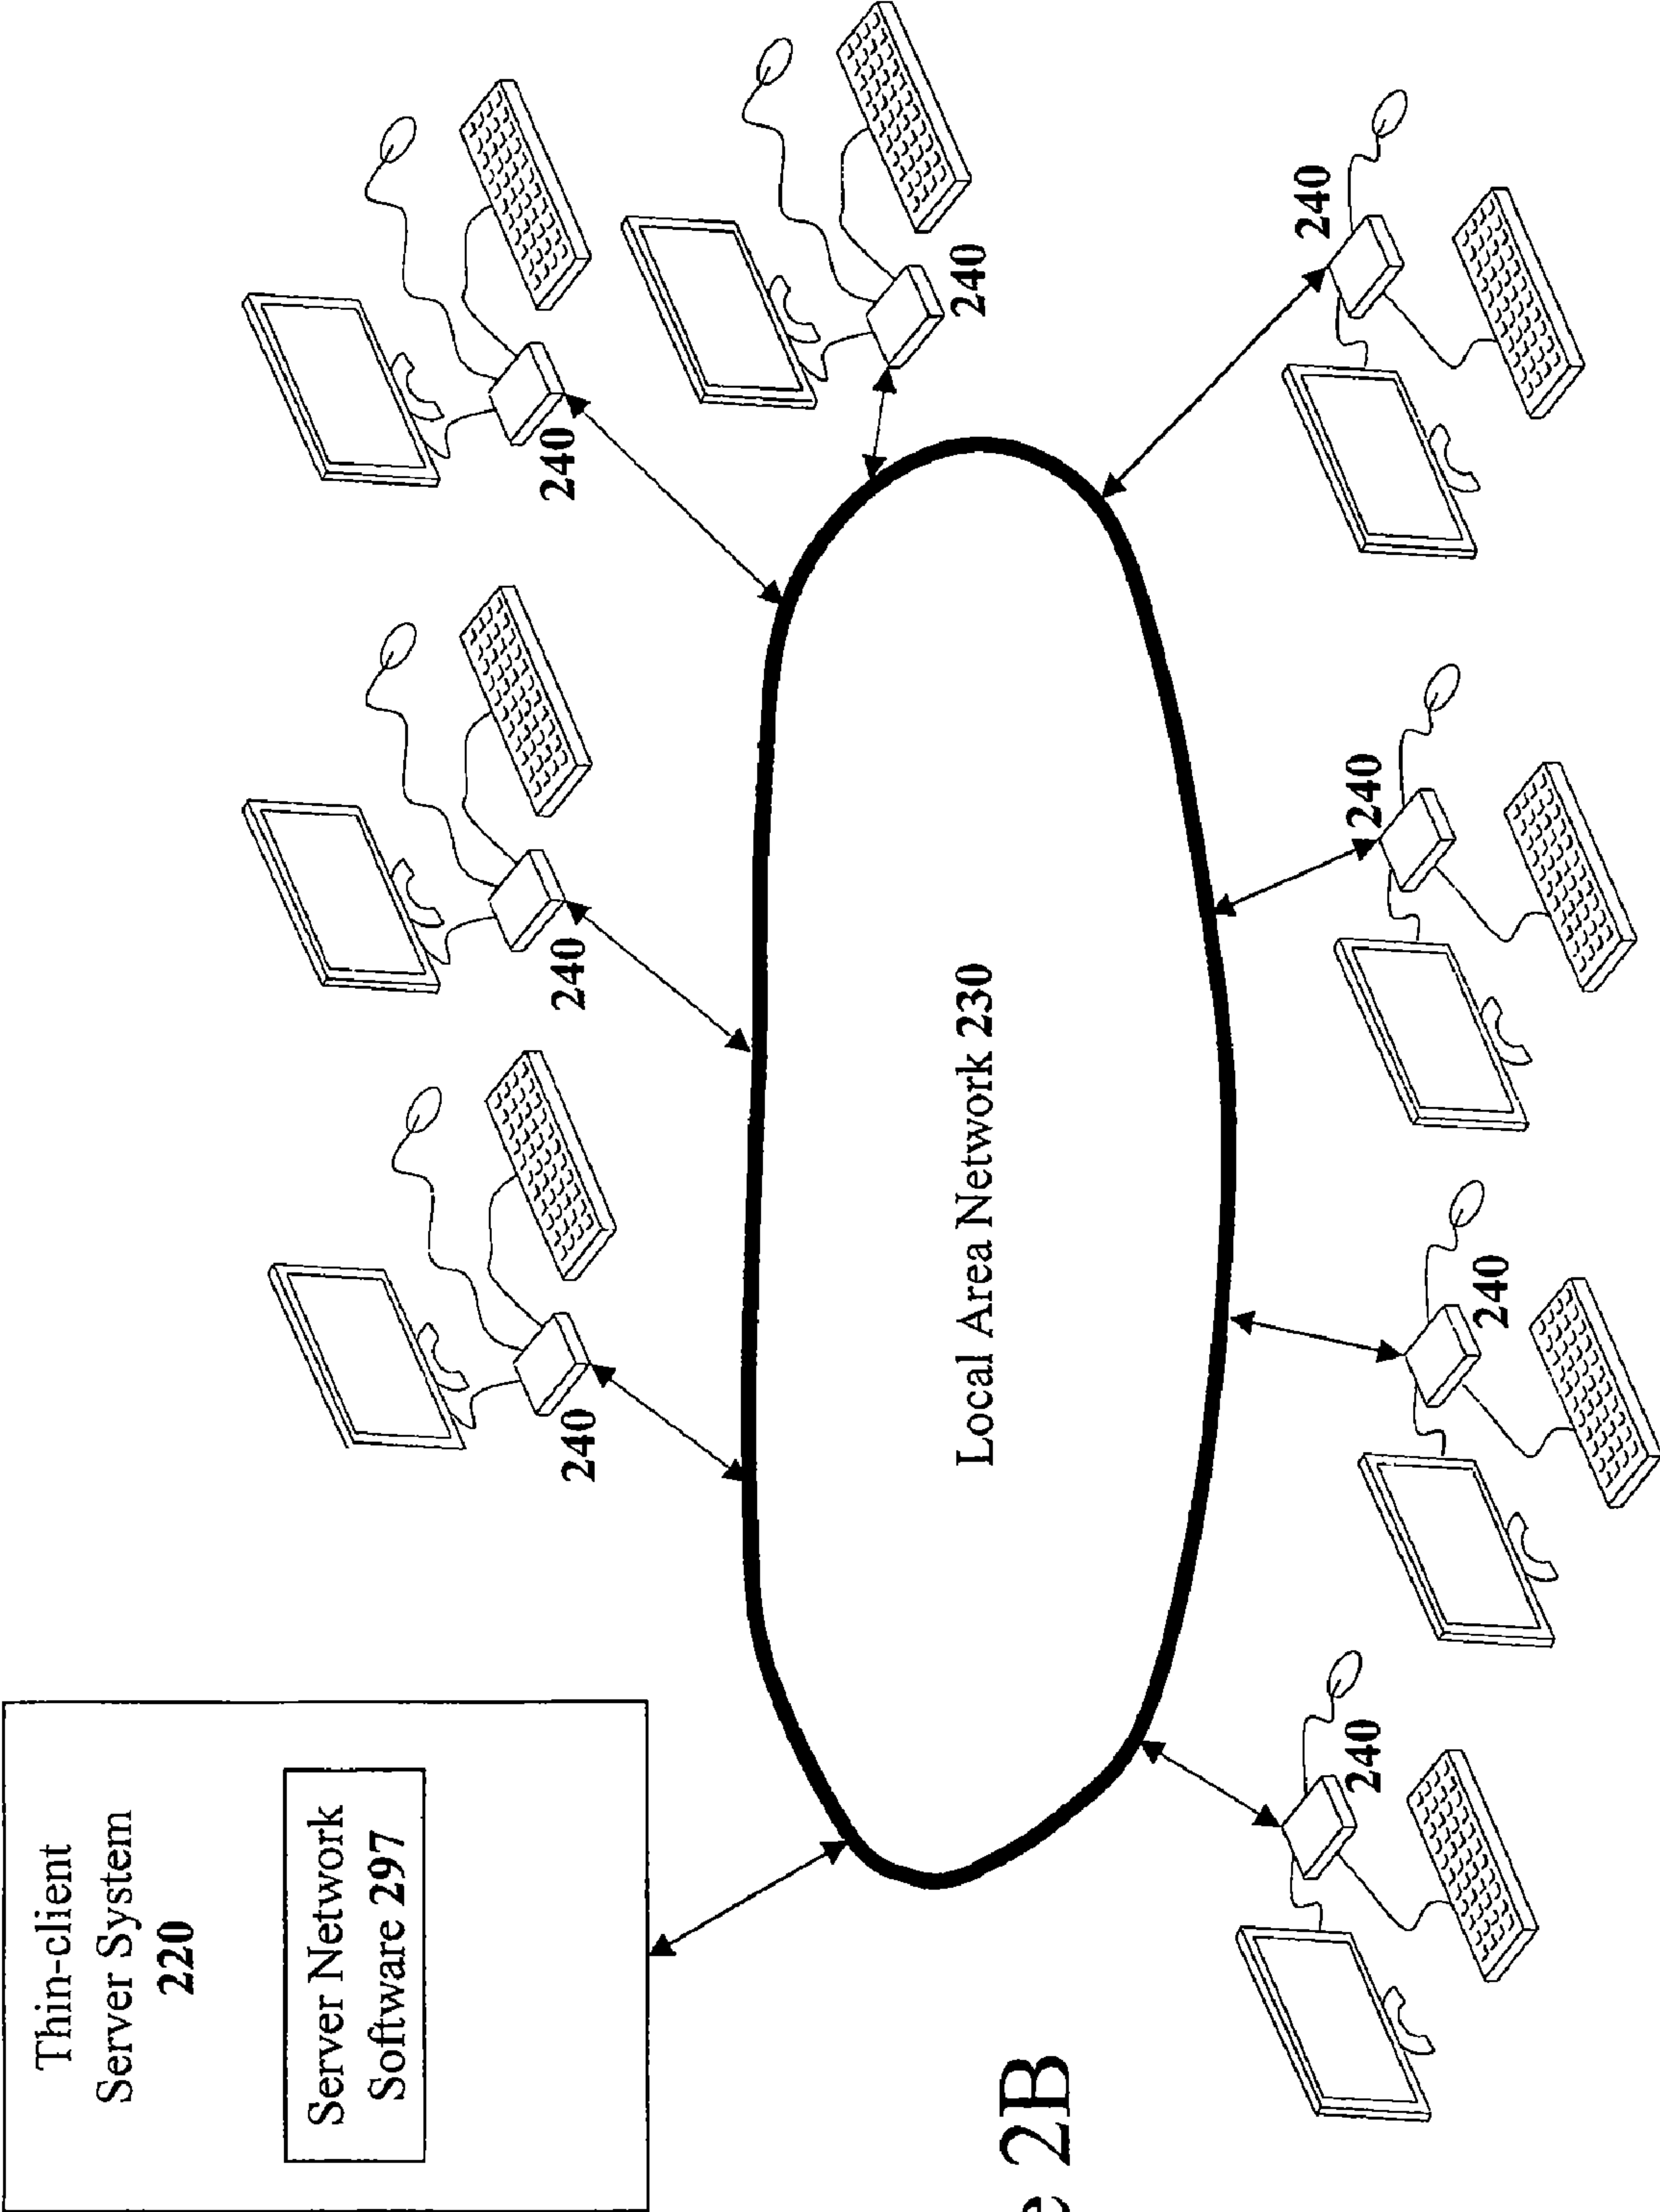 Thin-client
Server System
220
Server Network
Software 297
240
240
240
240
Local Area Network 230
e 2B
240
240
240
240